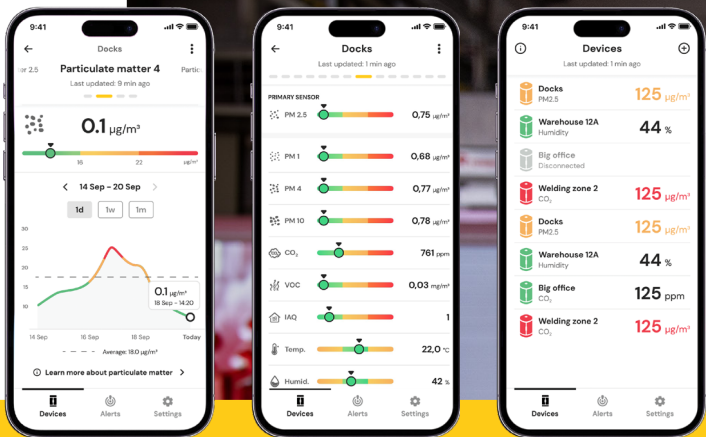 9:41
Docks
er 2.5
Particulate matter 4
Partic
Last updated: 9 min ago
0.1 µg/m³
16
22
µg/m³
14 Sep - 20 Sep
1d
1w
1m
30
25
20
15
10
0.1 µg/m³
18 Sep - 14:20
14 Sep
16 Sep
18 Sep
Today
Average: 18.0 µg/m³
Learn more about particulate matter
Devices
Alerts
Settings
9:41
Docks
Last updated: 1 min ago
PRIMARY SENSOR
PM 2.5
0,75 µg/m³
PM 1
0,68 µg/m³
PM 4
0,77 µg/m³
PM 10
0,78 µg/m³
CO₂
761 ppm
VOC
0,03 mg/m³
IAQ
1
Temp.
22,0 °C
Humid.
42 %
Devices
Alerts
Settings
9:41
Devices
Last updated: 1 min ago
Docks
PM2.5
125 µg/m³
Warehouse 12A
Humidity
44 %
Big office
Disconnected
Welding zone 2
CO₂
125 µg/m³
Docks
PM2.5
125 µg/m³
Warehouse 12A
Humidity
44 %
Big office
CO₂
125 ppm
Welding zone 2
CO₂
125 µg/m³
Devices
Alerts
Settings